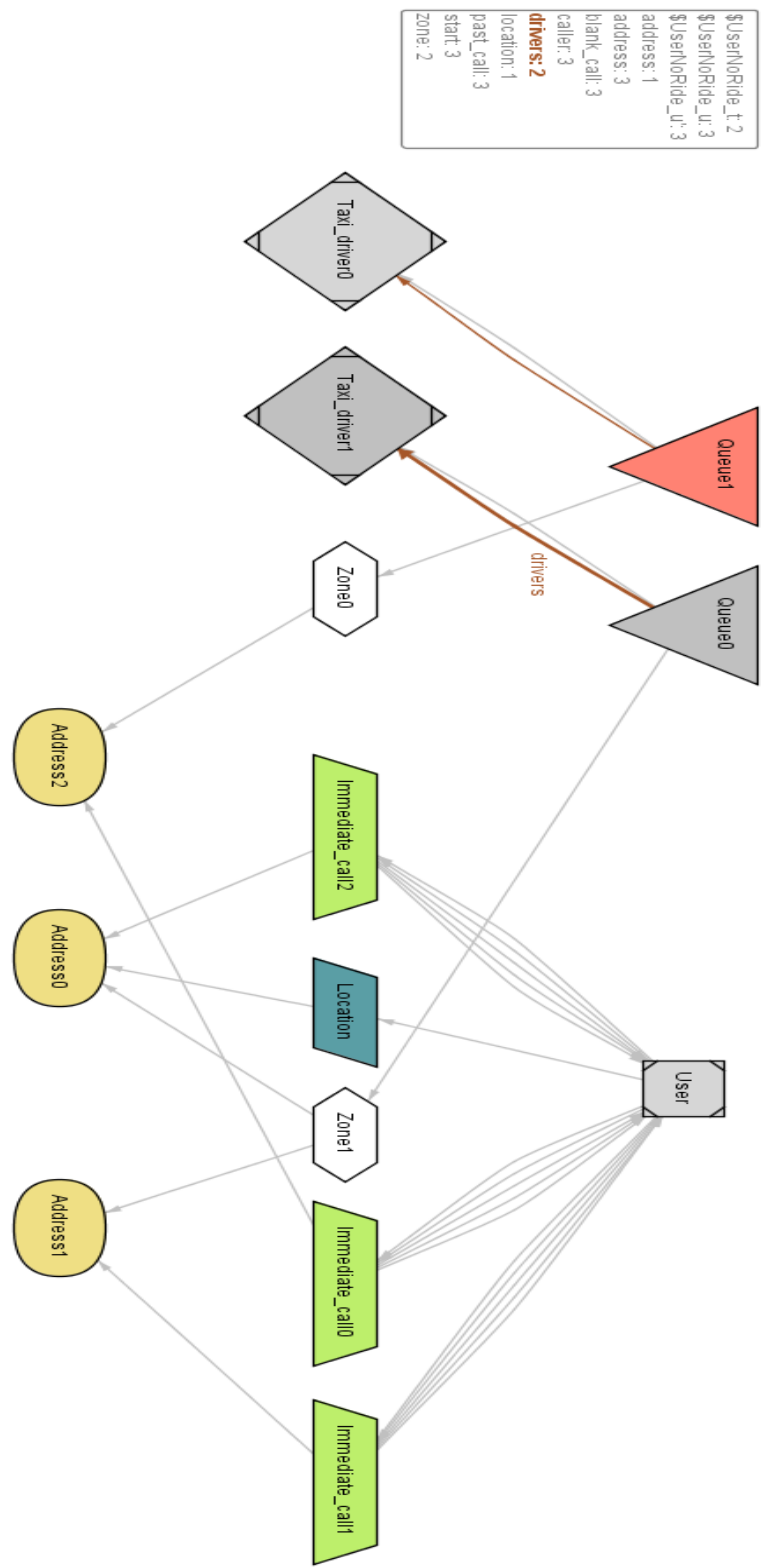 $UserNoRide_t: 2
$UserNoRide_u: 3
$UserNoRide_u': 3
address: 1
address: 3
blank_call: 3
caller: 3
drivers: 2
location: 1
past_call: 3
start: 3
zone: 2
Queue1
Queue0
User
drivers
Taxi_driver0
Taxi_driver1
Zone0
Immediate_call2
Location
Zone1
Immediate_call0
Immediate_call1
Address2
Address0
Address1